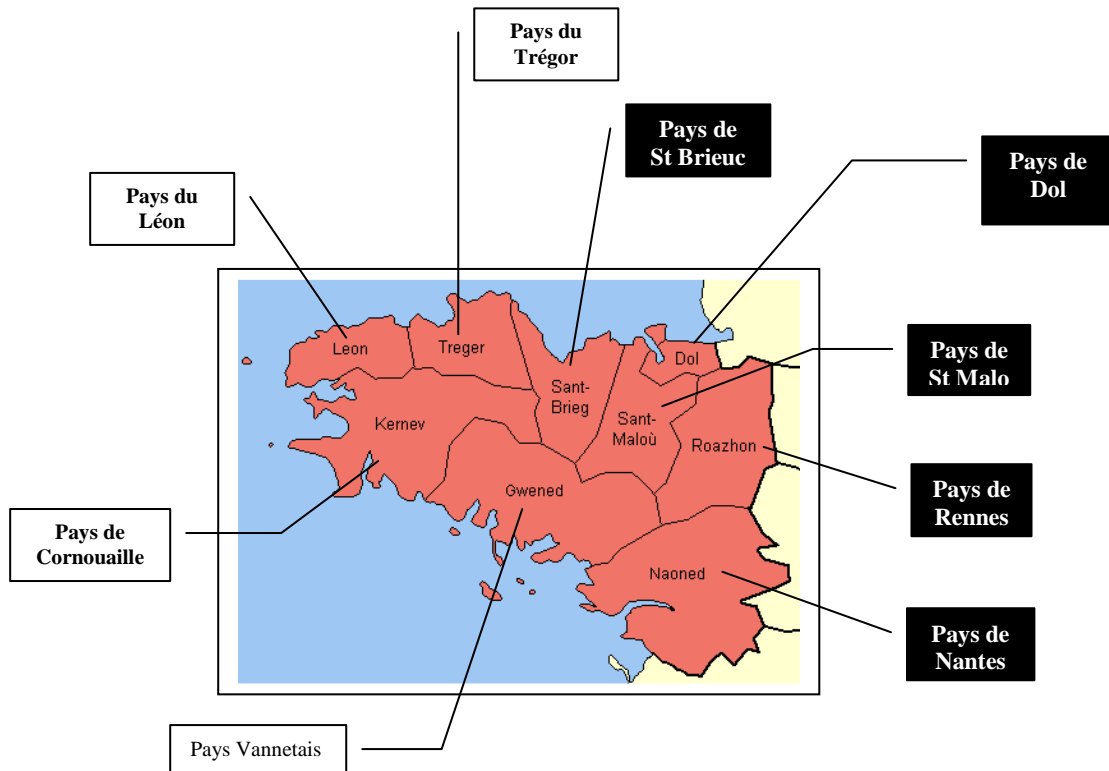 Pays du
Trégor
Pays de
St Brieuc
Pays de
Dol
Pays du
Léon
Leon
Treger
Dol
Sant-
Brieg
Pays de
St Malo
Kernev
Sant-
Maloù
Roazhon
Gwened
Pays de
Rennes
Pays de
Cornouaille
Naoned
Pays de
Nantes
Pays Vannetais